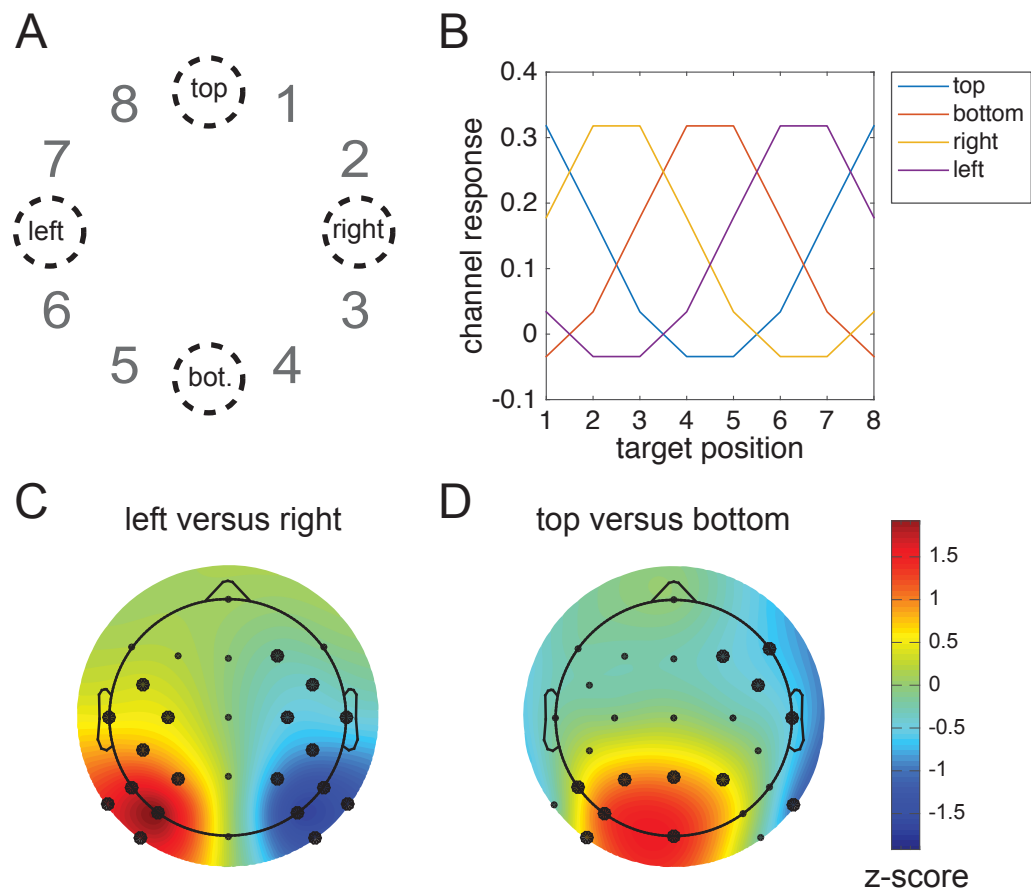 A
top
8
1
7
2
left
right
6
3
5
bot.
4
B
0.4
0.3
0.2
0.1
0
-0.1
channel response
1 2 3 4 5 6 7 8
target position
top
bottom
right
left
C
left versus right
D
top versus bottom
1.5
1
0.5
0
-0.5
-1
-1.5
z-score